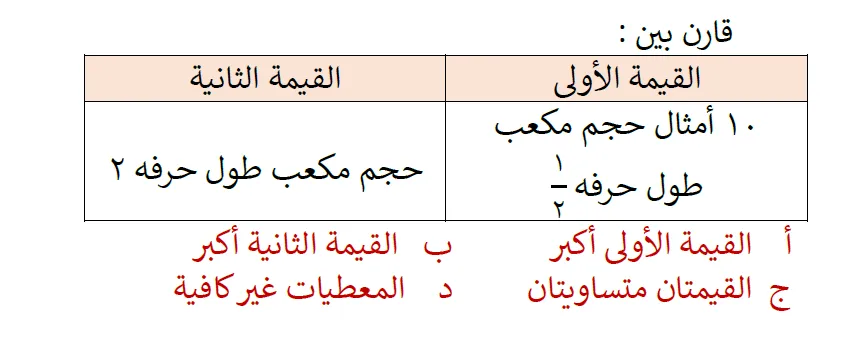 قارن بين :
القيمة الأولى القيمة الثانية
١٠ أمثال حجم مكعب
طول حرفه ١/٢
حجم مكعب طول حرفه ٢
أ القيمة الأولى أكبر ب القيمة الثانية أكبر
ج القيمتان متساويتان د المعطيات غير كافية